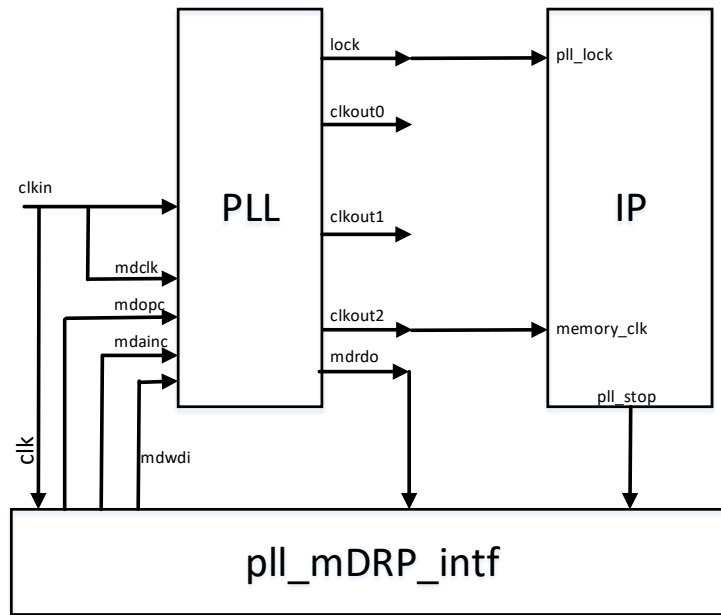 lock
pll_lock
clkout0
clkin
PLL
clkout1
IP
mdclk
mdopc
clkout2
memory_clk
mdainc
mdrdo
pll_stop
clk
mdwdi
pll_mDRP_intf